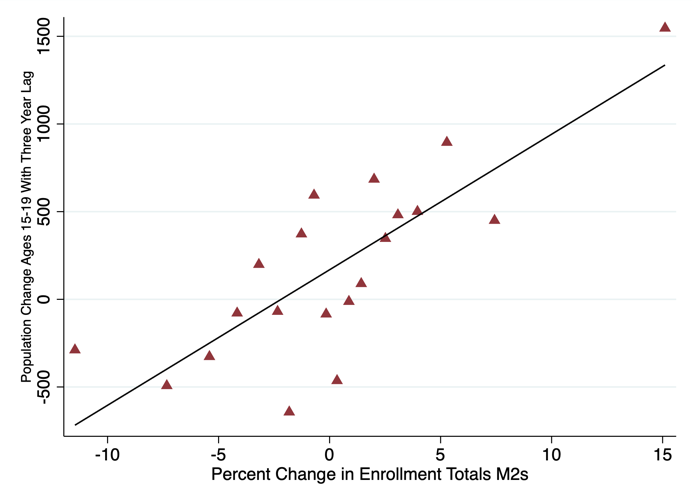 Population Change Ages 15-19 With Three Year Lag
1500
1000
500
0
-500
-10 -5 0 5 10 15
Percent Change in Enrollment Totals M2s